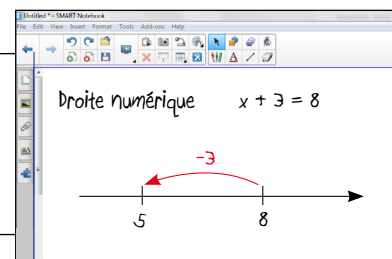 Untitled * - SMART Notebook
File Edit View Insert Format Tools Add-ons Help
Droite numérique x + 3 = 8
-3
5 8